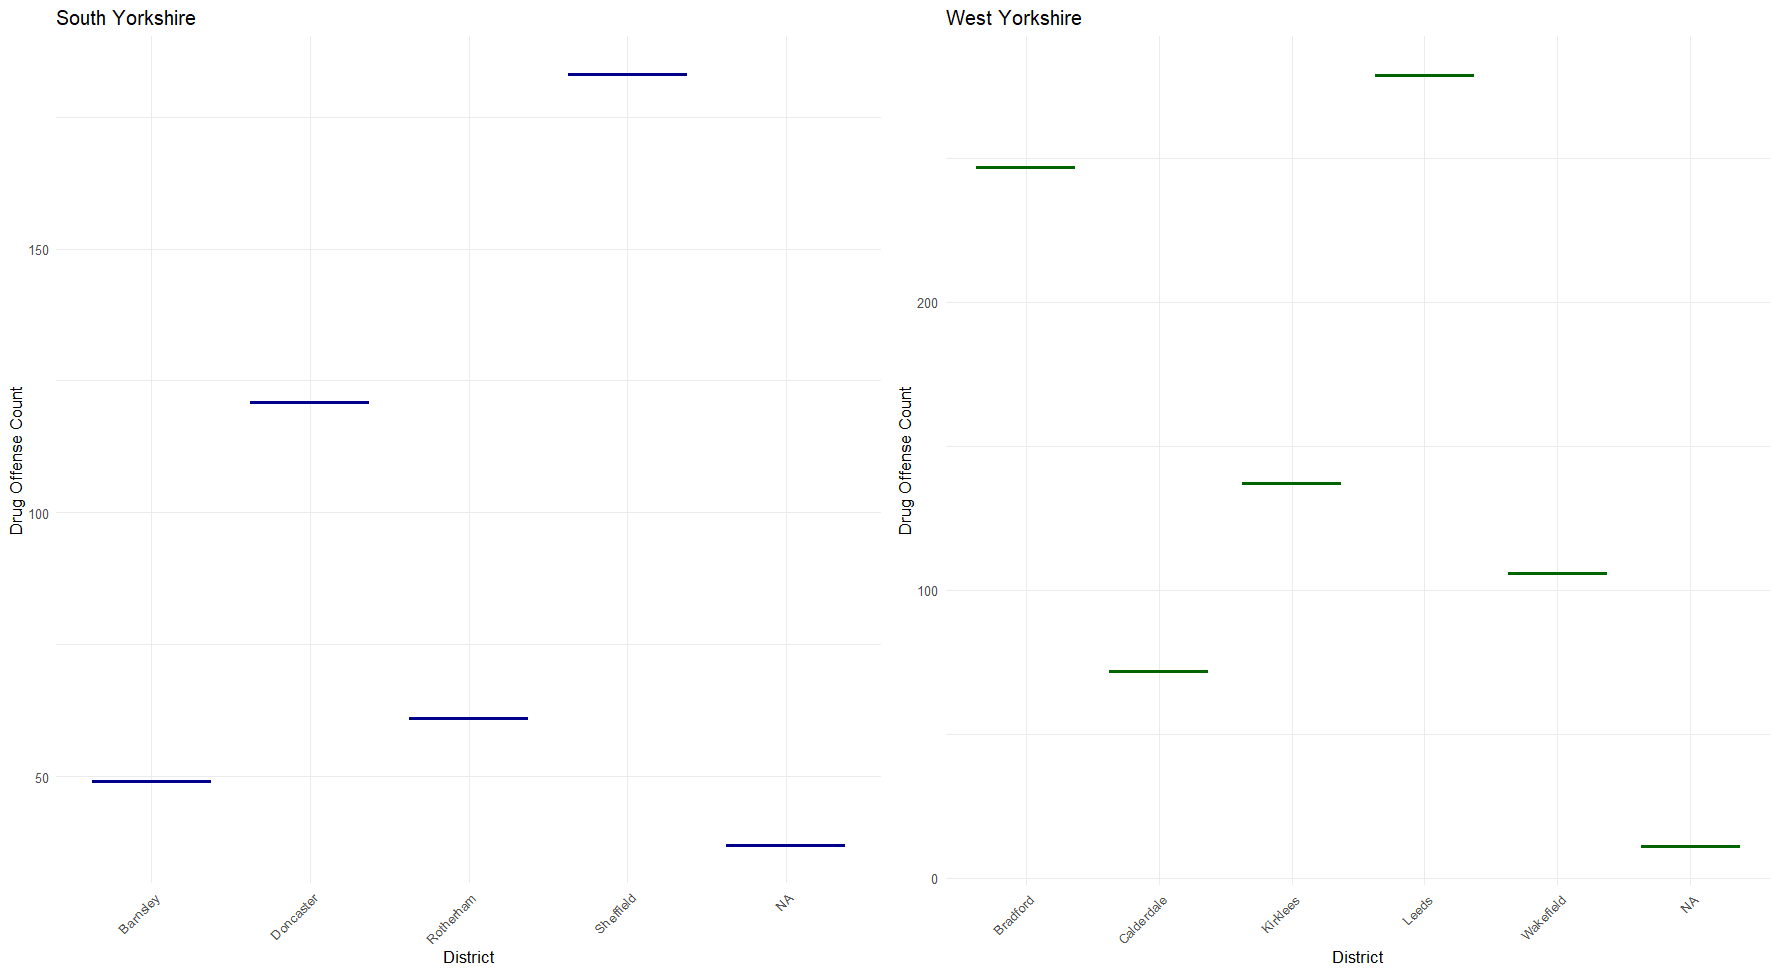 South Yorkshire
Drug Offense Count
150
100
50
Barnsley
Doncaster
Rotherham
Sheffield
NA
District
West Yorkshire
Drug Offense Count
200
100
0
Bradford
Calderdale
Kirklees
Leeds
Wakefield
NA
District